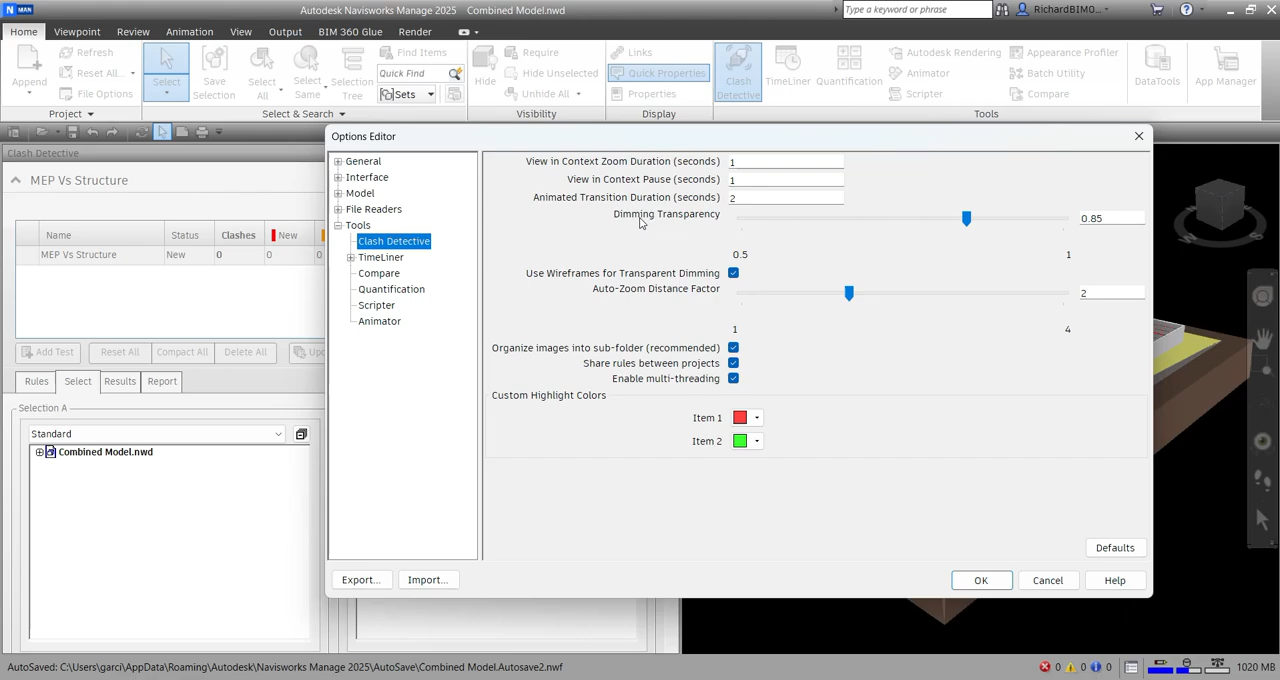 N MAN
Autodesk Navisworks Manage 2025 Combined Model.nwd
Type a keyword or phrase
RichardBIMO...
Home Viewpoint Review Animation View Output BIM 360 Glue Render
Append
Refresh
Reset All...
File Options
Project
Select
Save Selection
Select All
Select Same
Selection Tree
Find Items
Quick Find
Sets
Select & Search
Hide
Require
Hide Unselected
Unhide All
Visibility
Links
Quick Properties
Properties
Display
Clash Detective
TimeLiner
Quantification
Autodesk Rendering
Animator
Scripter
Appearance Profiler
Batch Utility
Compare
DataTools
App Manager
Tools
Clash Detective
MEP Vs Structure
Name Status Clashes New
MEP Vs Structure New 0 0
Add Test Reset All Compact All Delete All Up
Rules Select Results Report
Selection A
Standard
Combined Model.nwd
Options Editor
General
Interface
Model
File Readers
Tools
Clash Detective
TimeLiner
Compare
Quantification
Scripter
Animator
View in Context Zoom Duration (seconds) 1
View in Context Pause (seconds) 1
Animated Transition Duration (seconds) 2
Dimming Transparency 0.85
0.5 1
Use Wireframes for Transparent Dimming
Auto-Zoom Distance Factor 2
1 4
Organize images into sub-folder (recommended)
Share rules between projects
Enable multi-threading
Custom Highlight Colors
Item 1
Item 2
Defaults
Export... Import... OK Cancel Help
W S
AutoSaved: C:\Users\garci\AppData\Roaming\Autodesk\Navisworks Manage 2025\AutoSave\Combined Model.Autosave2.nwf
0 0 0 1020 MB